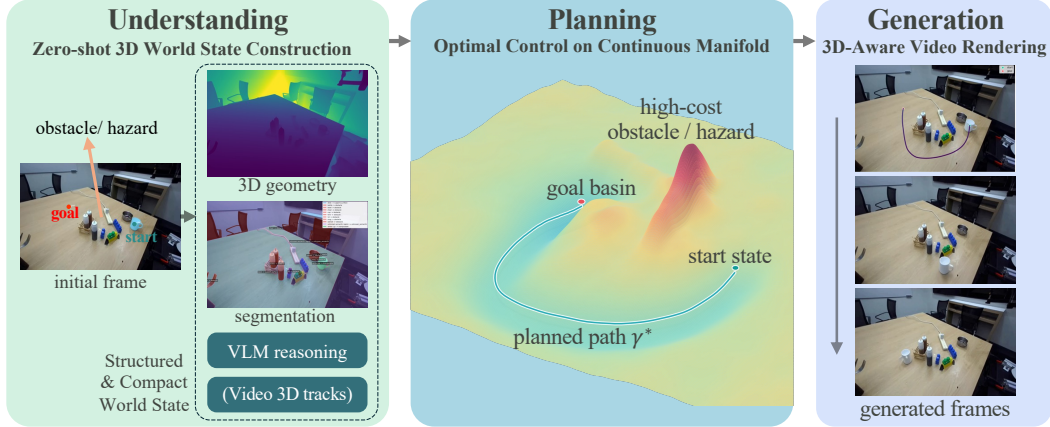 Understanding
Zero-shot 3D World State Construction
obstacle/ hazard
goal
start
initial frame
3D geometry
segmentation
VLM reasoning
(Video 3D tracks)
Structured
& Compact
World State
Planning
Optimal Control on Continuous Manifold
high-cost
obstacle / hazard
goal basin
start state
planned path γ*
Generation
3D-Aware Video Rendering
generated frames